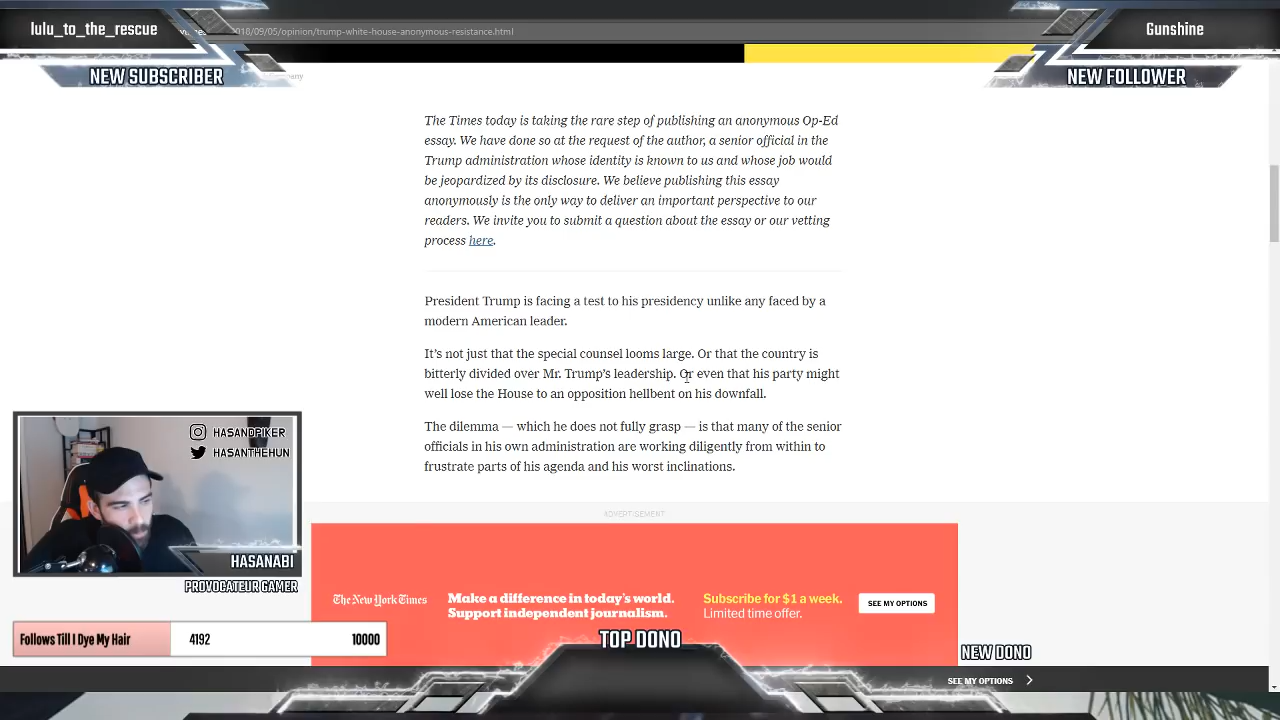 lulu_to_the_rescue
018/09/05/opinion/trump-white-house-anonymous-resistance.html
Gunshine
NEW SUBSCRIBER
NEW FOLLOWER
The Times today is taking the rare step of publishing an anonymous Op-Ed
essay. We have done so at the request of the author, a senior official in the
Trump administration whose identity is known to us and whose job would
be jeopardized by its disclosure. We believe publishing this essay
anonymously is the only way to deliver an important perspective to our
readers. We invite you to submit a question about the essay or our vetting
process here.
President Trump is facing a test to his presidency unlike any faced by a
modern American leader.
It’s not just that the special counsel looms large. Or that the country is
bitterly divided over Mr. Trump’s leadership. Or even that his party might
well lose the House to an opposition hellbent on his downfall.
The dilemma — which he does not fully grasp — is that many of the senior
officials in his own administration are working diligently from within to
frustrate parts of his agenda and his worst inclinations.
HASANDPIKER
HASANTHEHUN
HASANABI
PROVOCATEUR GAMER
ADVERTISEMENT
The New York Times
Make a difference in today’s world.
Support independent journalism.
Subscribe for $1 a week.
Limited time offer.
SEE MY OPTIONS
Follows Till I Dye My Hair 4192 10000
TOP DONO
NEW DONO
SEE MY OPTIONS